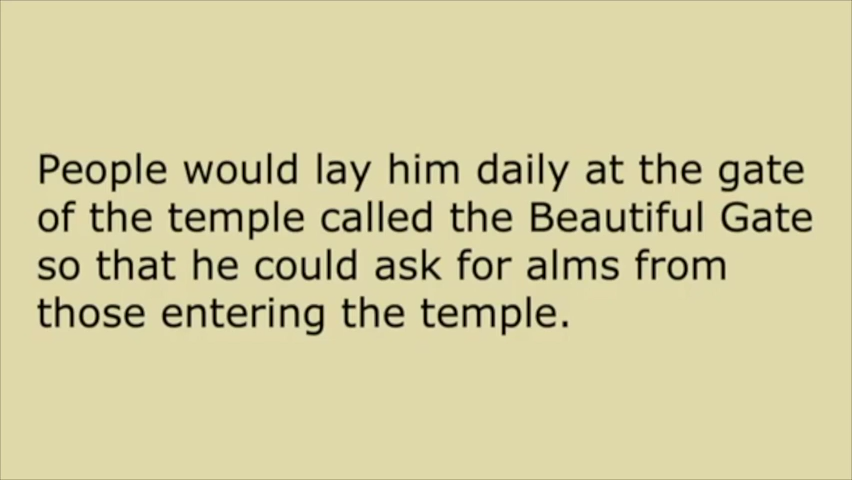 People would lay him daily at the gate
of the temple called the Beautiful Gate
so that he could ask for alms from
those entering the temple.